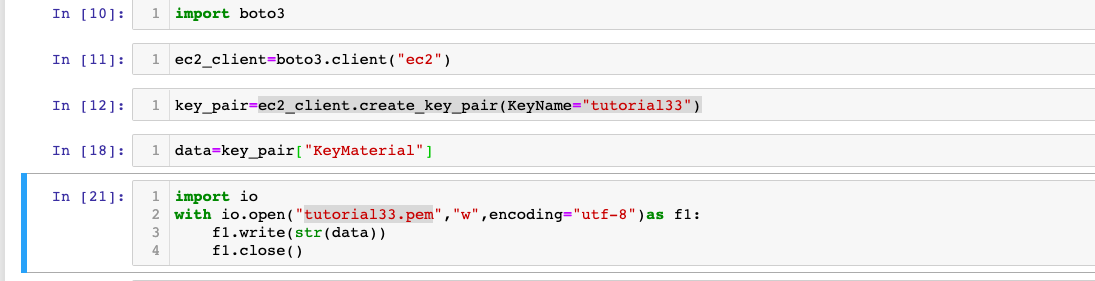 In [10]: 1 import boto3
In [11]: 1 ec2_client=boto3.client("ec2")
In [12]: 1 key_pair=ec2_client.create_key_pair(KeyName="tutorial33")
In [18]: 1 data=key_pair["KeyMaterial"]
In [21]: 1 import io
2 with io.open("tutorial33.pem","w",encoding="utf-8")as f1:
3     f1.write(str(data))
4     f1.close()